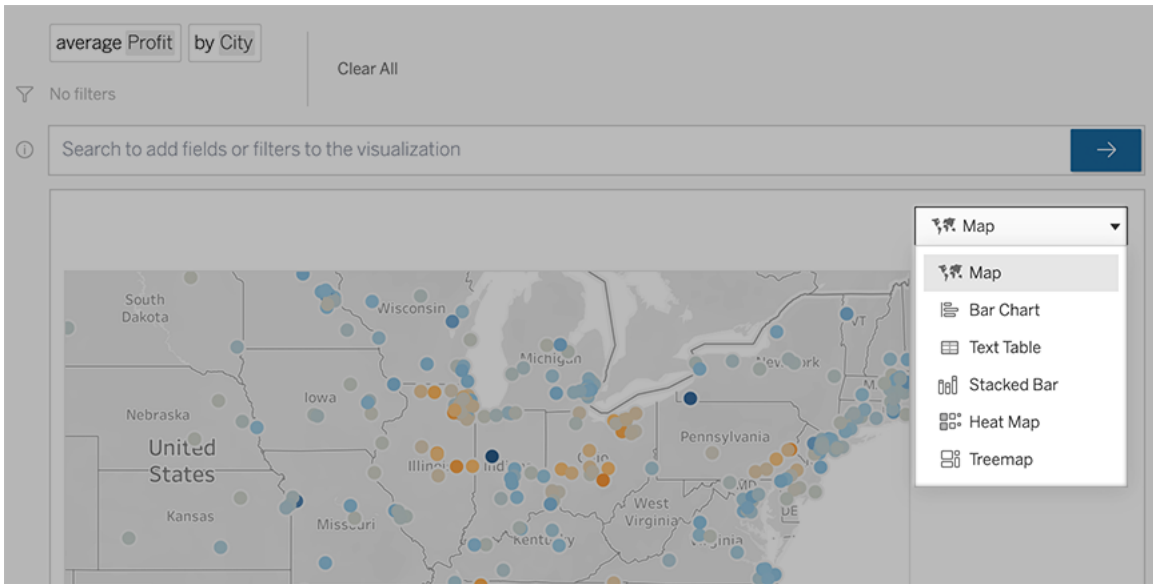 average Profit by City
Clear All
No filters
Search to add fields or filters to the visualization
Map
Map
Bar Chart
Text Table
Stacked Bar
Heat Map
Treemap
South
Dakota
Wisconsin
VT
Michigan
New York
Iowa
Nebraska
Pennsylvania
United
States
Ohio
MD
West
Virginia
DE
Kansas
Missouri
Kentucky